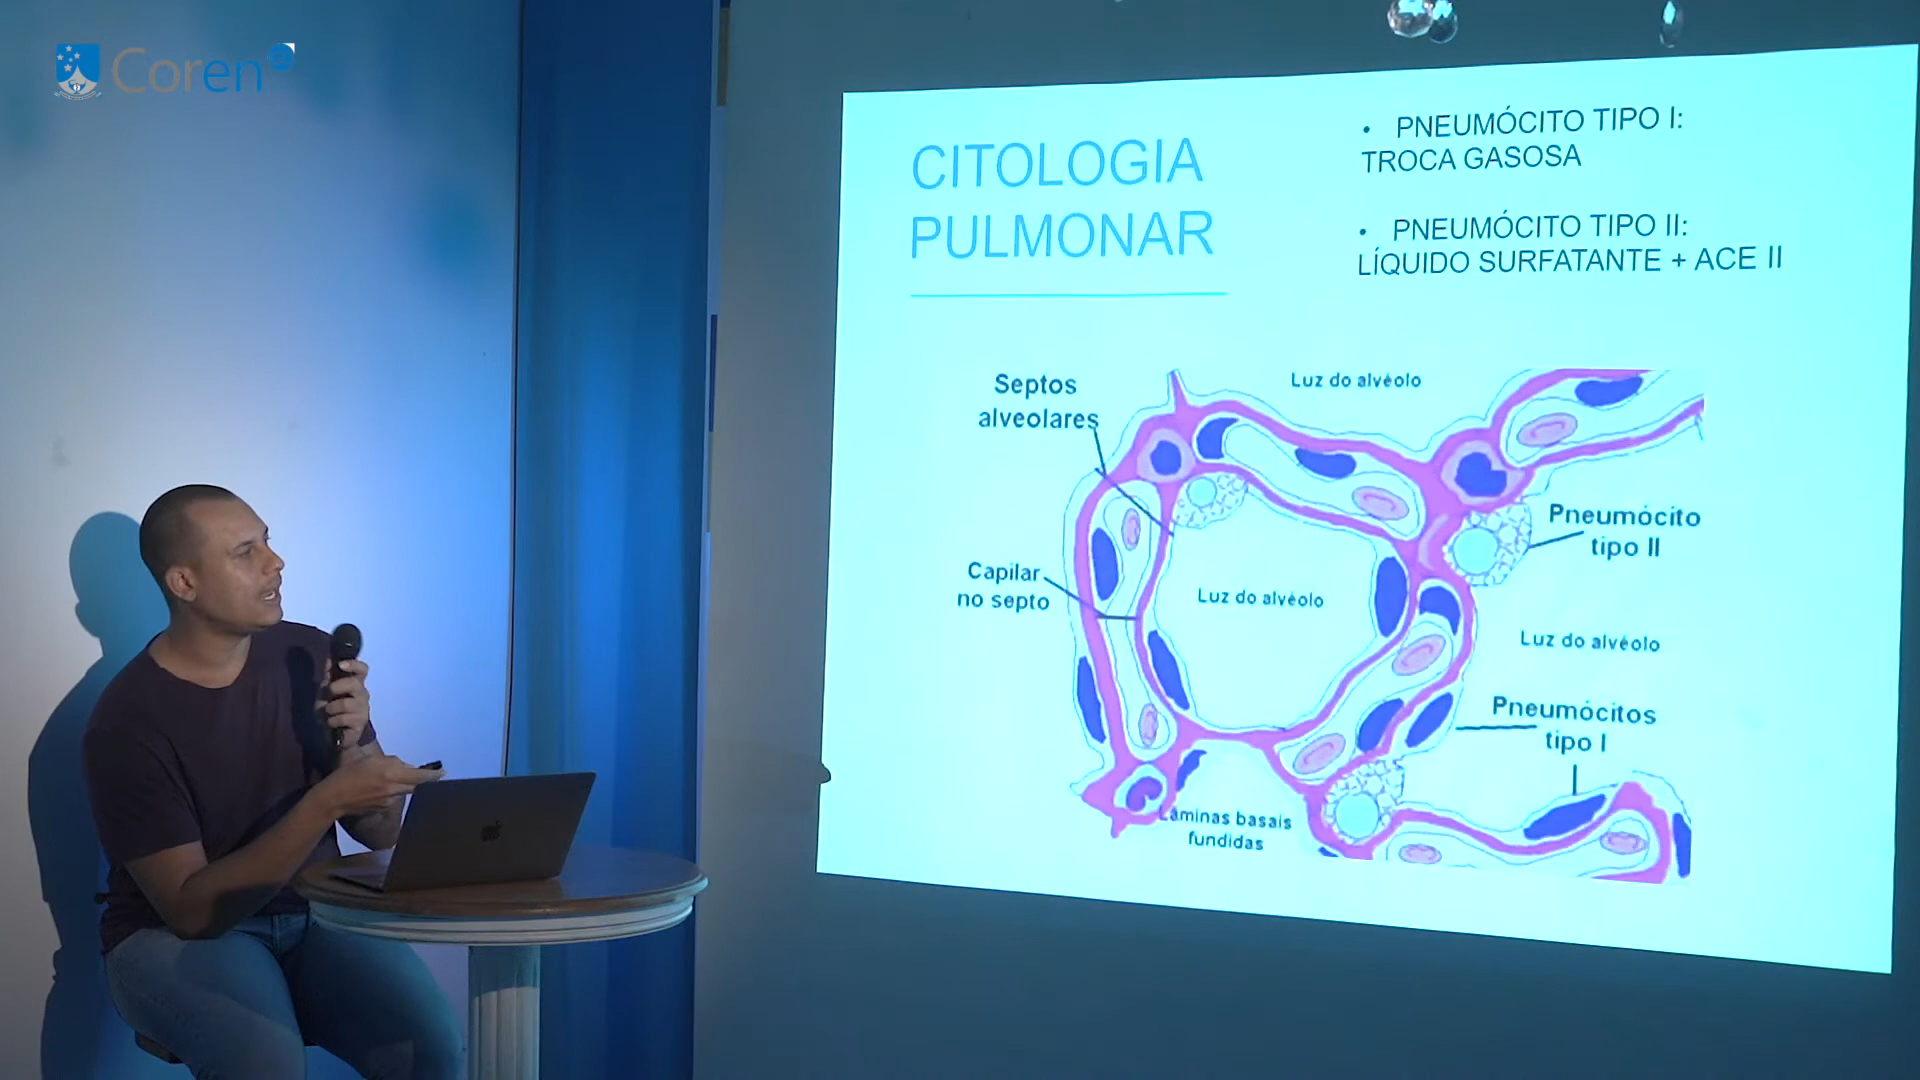 Coren
CITOLOGIA
PULMONAR
• PNEUMÓCITO TIPO I:
TROCA GASOSA
• PNEUMÓCITO TIPO II:
LÍQUIDO SURFATANTE + ACE II
Septos
alveolares
Luz do alvéolo
Pneumócito
tipo II
Capilar
no septo
Luz do alvéolo
Luz do alvéolo
Pneumócitos
tipo I
Lâminas basais
fundidas